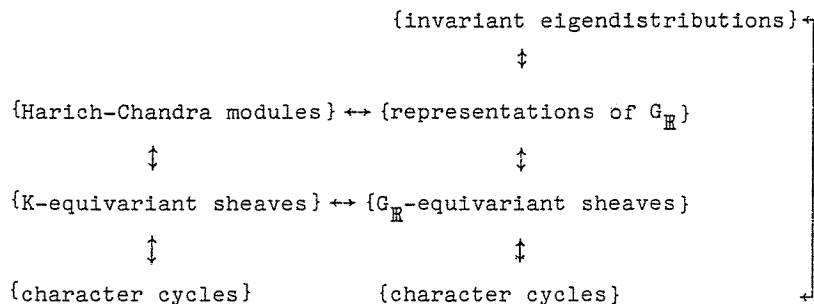 {invariant eigendistributions}
{Harich-Chandra modules} ↔ {representations of G_ℝ}
{K-equivariant sheaves} ↔ {G_ℝ-equivariant sheaves}
{character cycles} {character cycles}